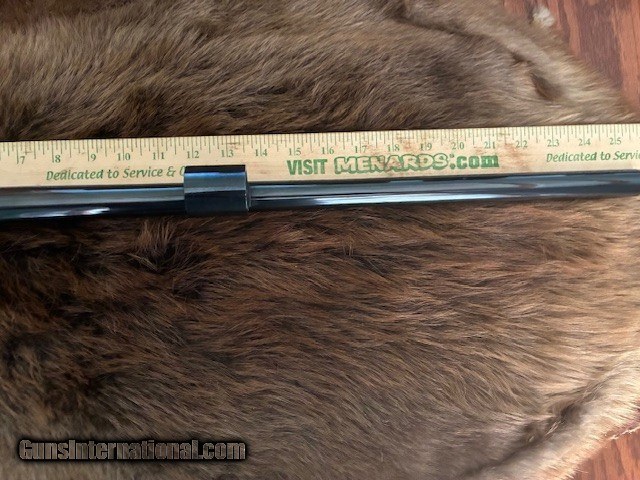 7 8 9 10 11 12 13 14 15 16 17 18 19 20 21 22 23 24 25
Dedicated to Service &
VISIT MENARDS.com
Dedicated to Service & Q
GunsInternational.com